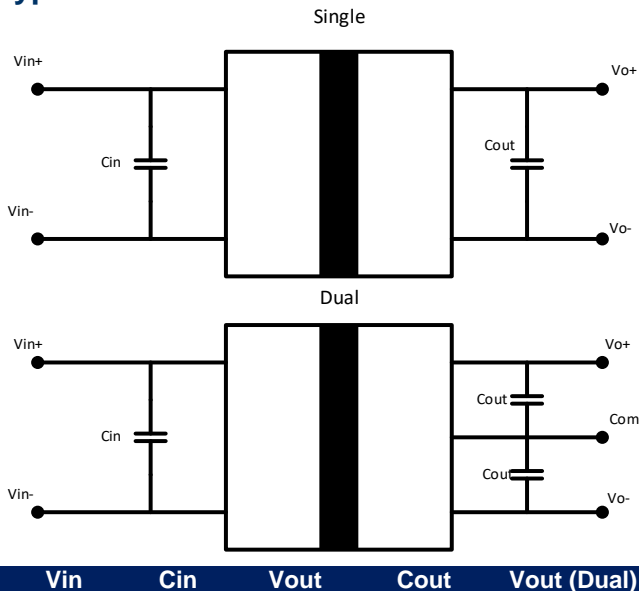 Single
Vin+
Vo+
Cin
Cout
Vin-
Vo-
Dual
Vin+
Vo+
Cout
Com
Cin
Cout
Vin-
Vo-
Vin Cin Vout Cout Vout (Dual)